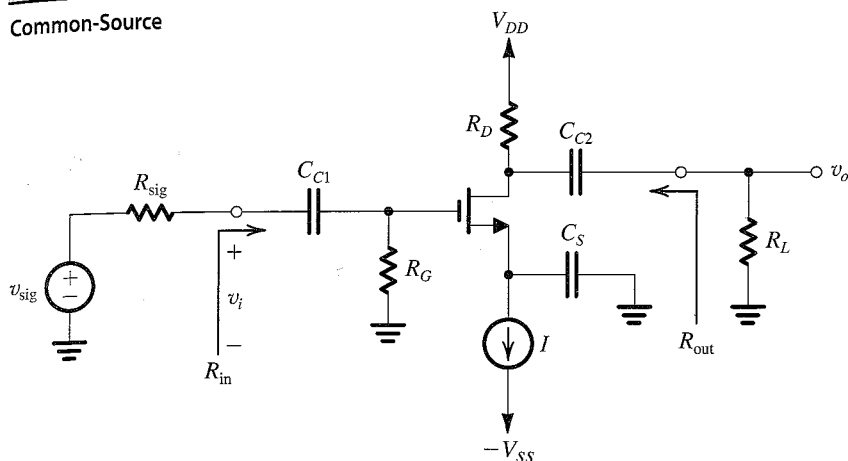 Common-Source
V_DD
R_D
C_C2
v_o
R_sig
C_C1
v_sig
+
−
+
v_i
−
R_in
R_G
C_S
R_L
I
R_out
−V_SS